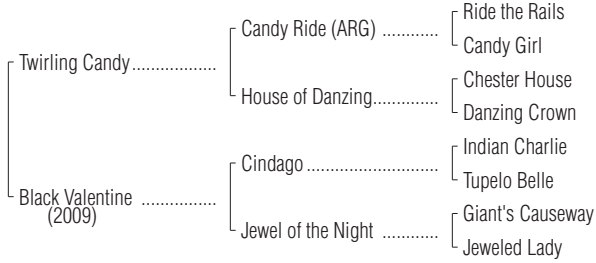 Ride the Rails
Candy Ride (ARG) ............
Candy Girl
Twirling Candy..................
Chester House
House of Danzing..............
Danzing Crown
Indian Charlie
Cindago ............................
Tupelo Belle
Black Valentine ................
(2009)
Giant's Causeway
Jewel of the Night ............
Jeweled Lady